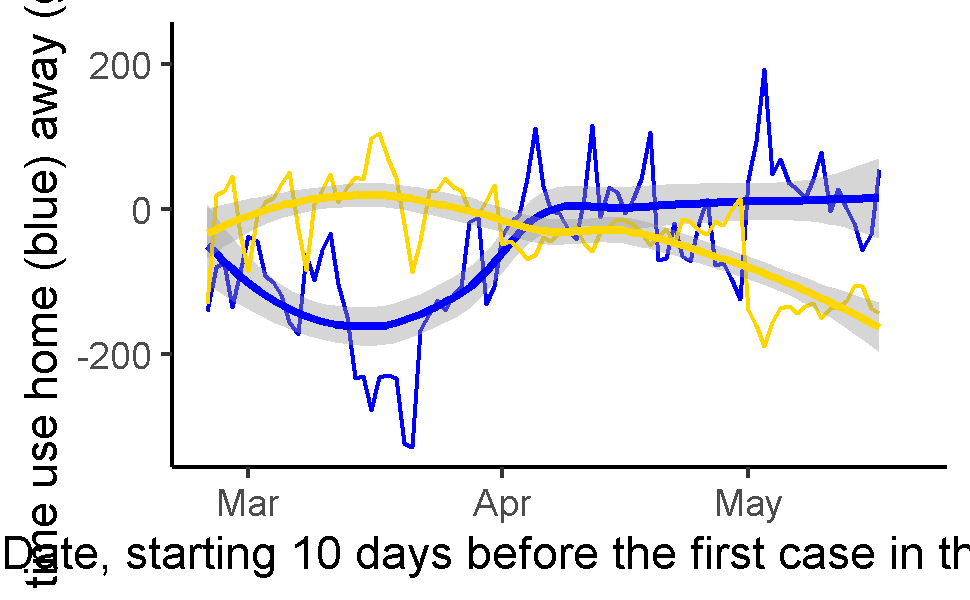 time use home (blue) away (
200
0
-200
Mar Apr May
Date, starting 10 days before the first case in th